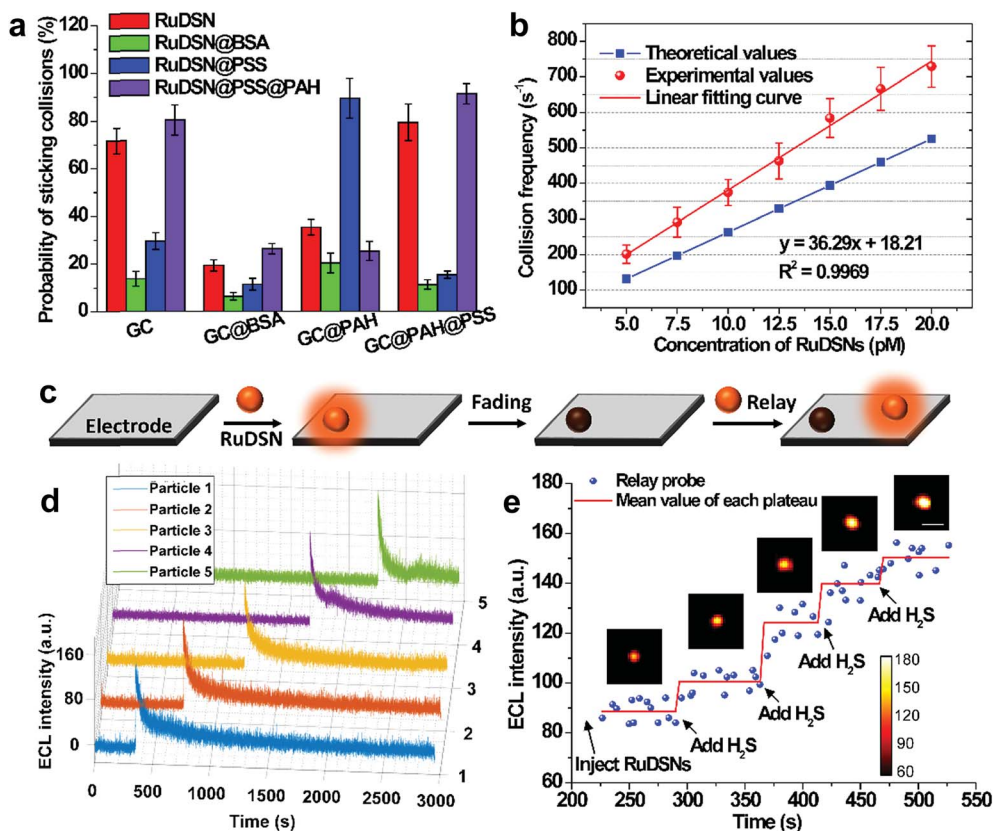 a
Probability of sticking collisions (%)
120
100
80
60
40
20
0
RuDSN
RuDSN@BSA
RuDSN@PSS
RuDSN@PSS@PAH
GC
GC@BSA
GC@PAH
GC@PAH@PSS
b
Collision frequency (s⁻¹)
800
700
600
500
400
300
200
100
Theoretical values
Experimental values
Linear fitting curve
y = 36.29x + 18.21
R² = 0.9969
5.0 7.5 10.0 12.5 15.0 17.5 20.0
Concentration of RuDSNs (pM)
c
Electrode
RuDSN
Fading
Relay
d
Particle 1
Particle 2
Particle 3
Particle 4
Particle 5
ECL intensity (a.u.)
160
80
0
5
4
3
2
1
0 500 1000 1500 2000 2500 3000
Time (s)
e
ECL intensity (a.u.)
180
160
140
120
100
80
60
Relay probe
Mean value of each plateau
Inject RuDSNs
Add H₂S
Add H₂S
Add H₂S
Add H₂S
180
150
120
90
60
200 250 300 350 400 450 500 550
Time (s)